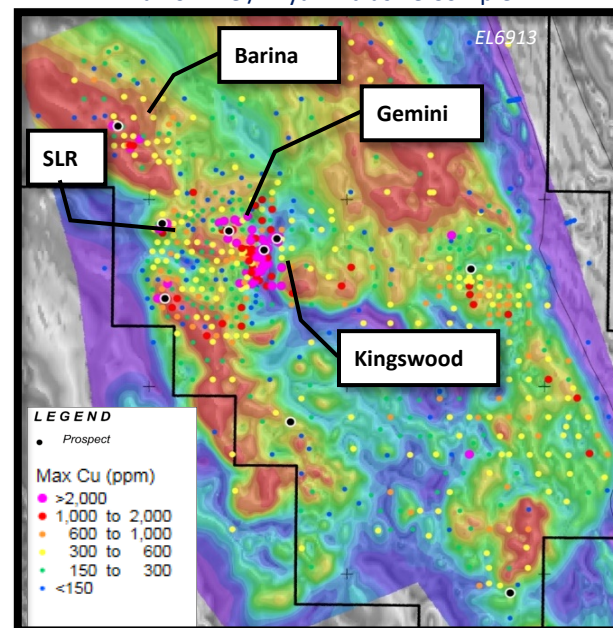 EL6913
Barina
Gemini
SLR
Kingswood
LEGEND
Prospect
Max Cu (ppm)
>2,000
1,000 to 2,000
600 to 1,000
300 to 600
150 to 300
<150